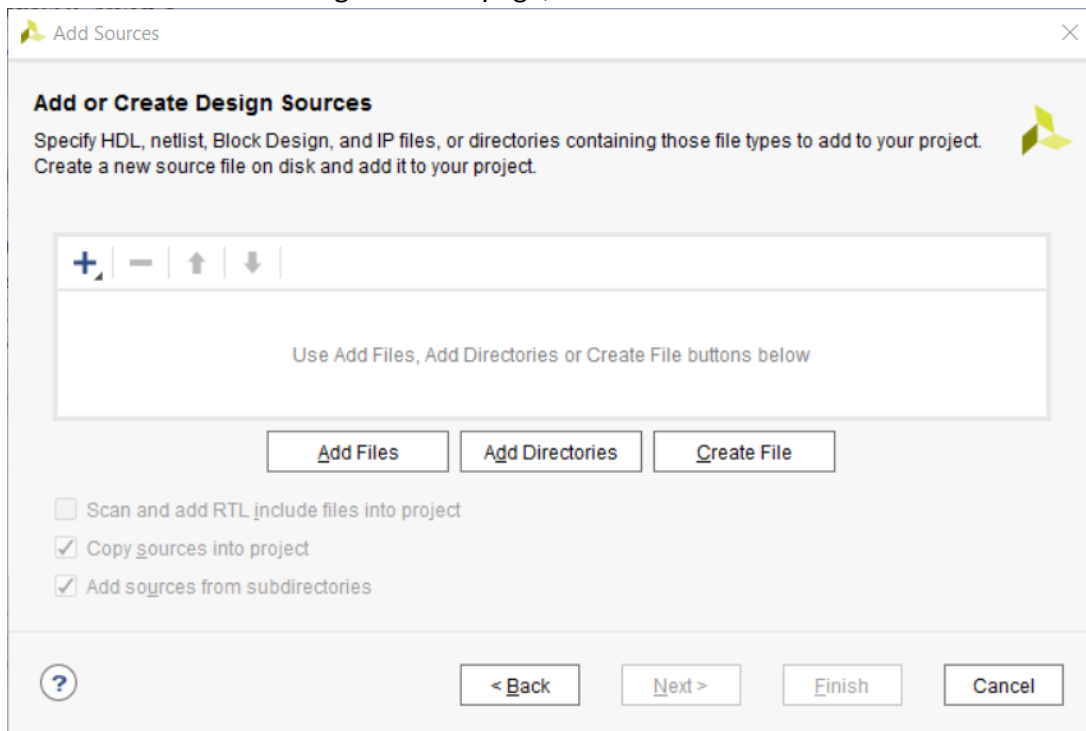 Add Sources
Add or Create Design Sources
Specify HDL, netlist, Block Design, and IP files, or directories containing those file types to add to your project.
Create a new source file on disk and add it to your project.
Use Add Files, Add Directories or Create File buttons below
Add Files
Add Directories
Create File
Scan and add RTL include files into project
Copy sources into project
Add sources from subdirectories
?
< Back
Next >
Finish
Cancel